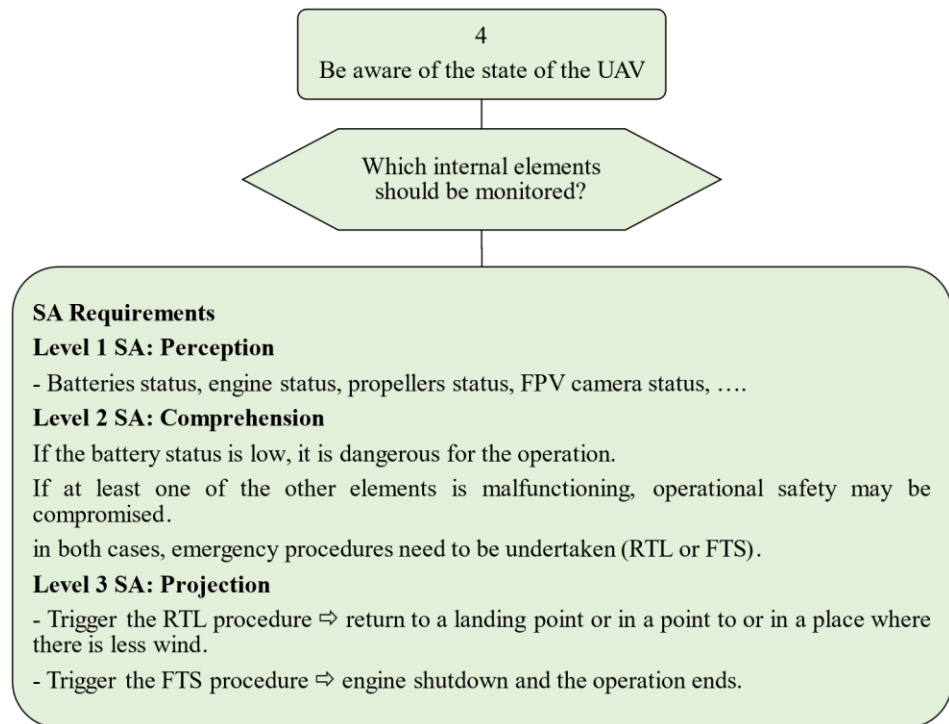 4
Be aware of the state of the UAV
Which internal elements
should be monitored?
SA Requirements
Level 1 SA: Perception
- Batteries status, engine status, propellers status, FPV camera status, ….
Level 2 SA: Comprehension
If the battery status is low, it is dangerous for the operation.
If at least one of the other elements is malfunctioning, operational safety may be
compromised.
in both cases, emergency procedures need to be undertaken (RTL or FTS).
Level 3 SA: Projection
- Trigger the RTL procedure ⇨ return to a landing point or in a point to or in a place where
there is less wind.
- Trigger the FTS procedure ⇨ engine shutdown and the operation ends.